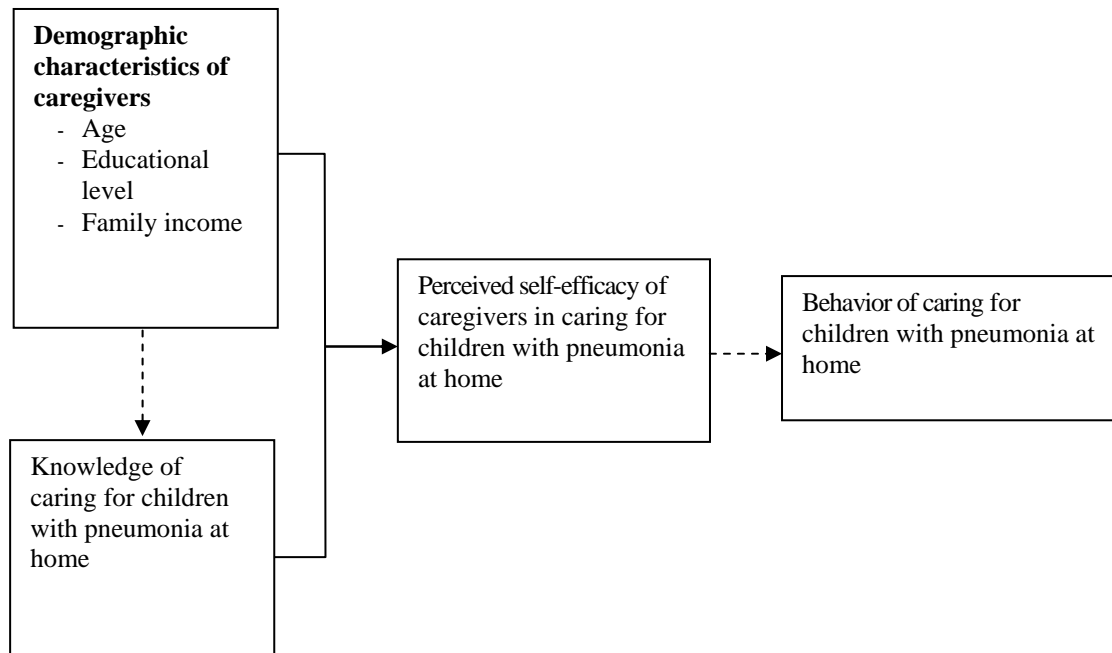 Demographic
characteristics of
caregivers
- Age
- Educational
level
- Family income
Perceived self-efficacy of
caregivers in caring for
children with pneumonia
at home
Behavior of caring for
children with pneumonia at
home
Knowledge of
caring for children
with pneumonia at
home